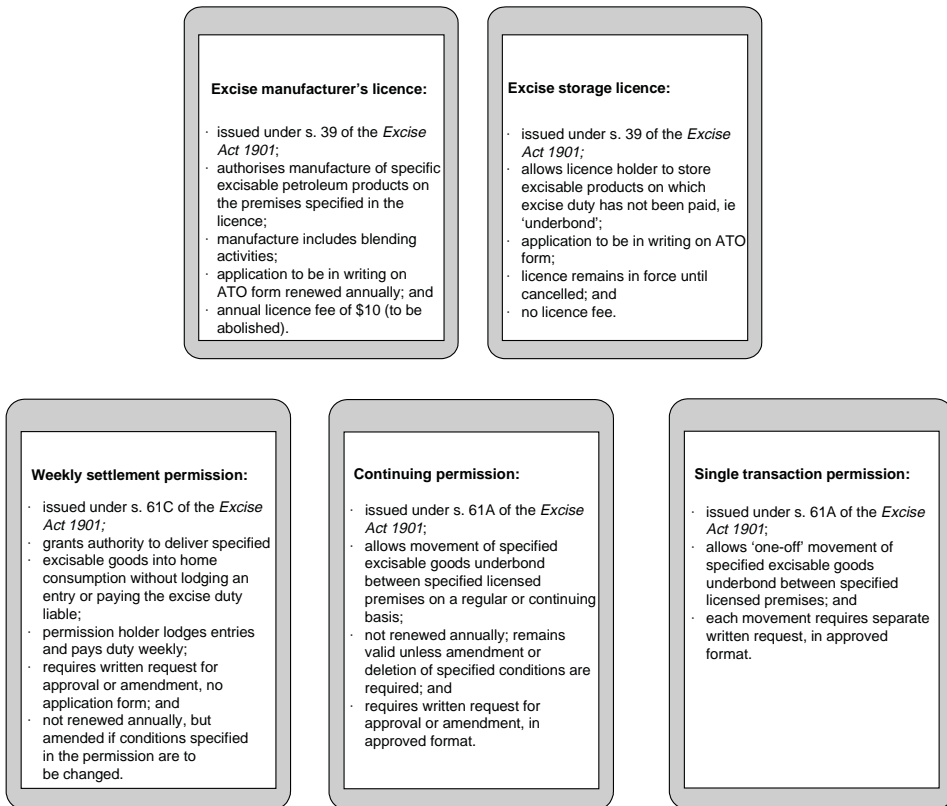 Excise manufacturer's licence:
· issued under s. 39 of the Excise
Act 1901;
· authorises manufacture of specific
excisable petroleum products on
the premises specified in the
licence;
· manufacture includes blending
activities;
· application to be in writing on
ATO form renewed annually; and
· annual licence fee of $10 (to be
abolished).
Excise storage licence:
· issued under s. 39 of the Excise
Act 1901;
· allows licence holder to store
excisable products on which
excise duty has not been paid, ie
‘underbond’;
· application to be in writing on ATO
form;
· licence remains in force until
cancelled; and
· no licence fee.
Weekly settlement permission:
· issued under s. 61C of the Excise
Act 1901;
· grants authority to deliver specified
· excisable goods into home
consumption without lodging an
entry or paying the excise duty
liable;
· permission holder lodges entries
and pays duty weekly;
· requires written request for
approval or amendment, no
application form; and
· not renewed annually, but
amended if conditions specified
in the permission are to
be changed.
Continuing permission:
· issued under s. 61A of the Excise
Act 1901;
· allows movement of specified
excisable goods underbond
between specified licensed
premises on a regular or continuing
basis;
· not renewed annually; remains
valid unless amendment or
deletion of specified conditions are
required; and
· requires written request for
approval or amendment, in
approved format.
Single transaction permission:
· issued under s. 61A of the Excise
Act 1901;
· allows ‘one-off’ movement of
specified excisable goods
underbond between specified
licensed premises; and
· each movement requires separate
written request, in approved
format.